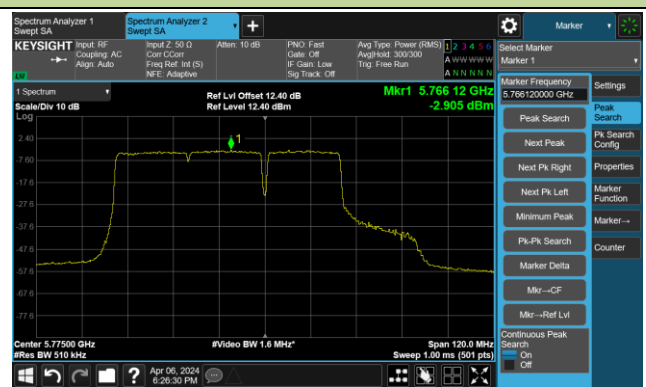 Spectrum Analyzer 1
Swept SA
Spectrum Analyzer 2
Swept SA
+
Marker
KEYSIGHT
Input: RF
Coupling: AC
Align: Auto
Input Z: 50 Ω
Corr CCorr
Freq Ref: Int (S)
NFE: Adaptive
Atten: 10 dB
PNO: Fast
Gate: Off
IF Gain: Low
Sig Track: Off
Avg Type: Power (RMS)
Avg|Hold: 300/300
Trig: Free Run
1 2 3 4 5 6
A W W W W W
A N N N N N
LW
Select Marker
Marker 1
1 Spectrum
Scale/Div 10 dB
Log
Ref Lvl Offset 12.40 dB
Ref Level 12.40 dBm
Mkr1 5.766 12 GHz
-2.905 dBm
1
2.40
-7.60
-17.6
-27.6
-37.6
-47.6
-57.6
-67.6
-77.6
Center 5.77500 GHz
#Res BW 510 kHz
#Video BW 1.6 MHz*
Span 120.0 MHz
Sweep 1.00 ms (501 pts)
Marker Frequency
5.766120000 GHz
Peak Search
Next Peak
Next Pk Right
Next Pk Left
Minimum Peak
Pk-Pk Search
Marker Delta
Mkr→CF
Mkr→Ref Lvl
Continuous Peak
Search
On
Off
Settings
Peak
Search
Pk Search
Config
Properties
Marker
Function
Marker→
Counter
?
Apr 06, 2024
6:26:30 PM